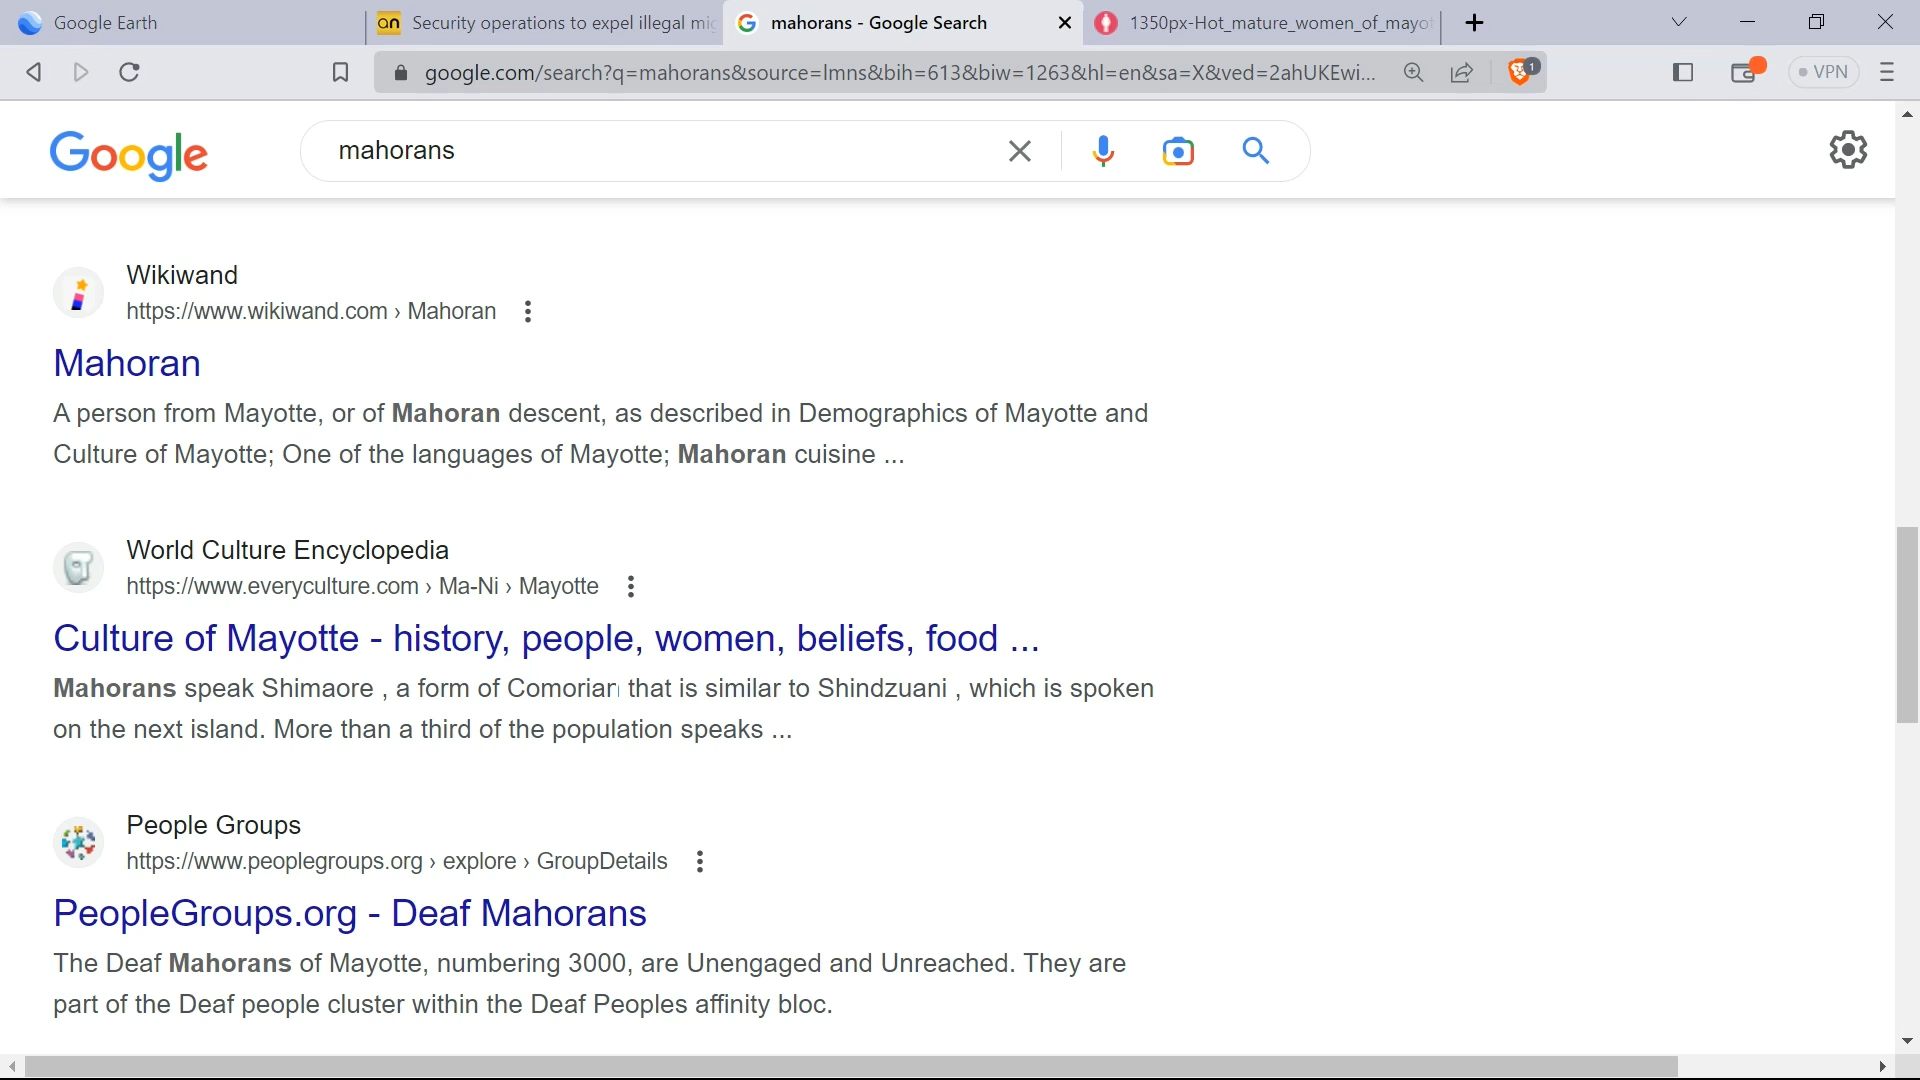 Google Earth
Security operations to expel illegal mig
mahorans - Google Search
1350px-Hot_mature_women_of_mayo
google.com/search?q=mahorans&source=lmns&bih=613&biw=1263&hl=en&sa=X&ved=2ahUKEwi...
1
VPN
Google
mahorans
Wikiwand
https://www.wikiwand.com › Mahoran
Mahoran
A person from Mayotte, or of Mahoran descent, as described in Demographics of Mayotte and
Culture of Mayotte; One of the languages of Mayotte; Mahoran cuisine ...
World Culture Encyclopedia
https://www.everyculture.com › Ma-Ni › Mayotte
Culture of Mayotte - history, people, women, beliefs, food ...
Mahorans speak Shimaore , a form of Comorian that is similar to Shindzuani , which is spoken
on the next island. More than a third of the population speaks ...
People Groups
https://www.peoplegroups.org › explore › GroupDetails
PeopleGroups.org - Deaf Mahorans
The Deaf Mahorans of Mayotte, numbering 3000, are Unengaged and Unreached. They are
part of the Deaf people cluster within the Deaf Peoples affinity bloc.